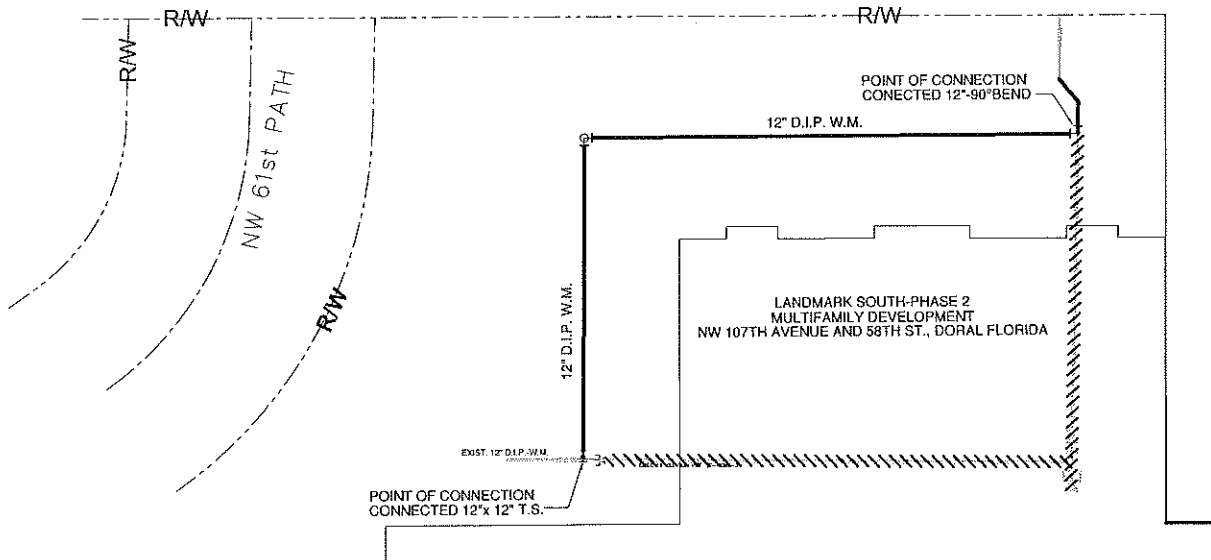 R/W
R/W
R/W
NW 61st PATH
R/W
POINT OF CONNECTION
CONECTED 12"-90°BEND
12" D.I.P. W.M.
12" D.I.P. W.M.
LANDMARK SOUTH-PHASE 2
MULTIFAMILY DEVELOPMENT
NW 107TH AVENUE AND 58TH ST., DORAL FLORIDA
EXIST. 12" D.I.P.-W.M.
POINT OF CONNECTION
CONNECTED 12"x 12" T.S.